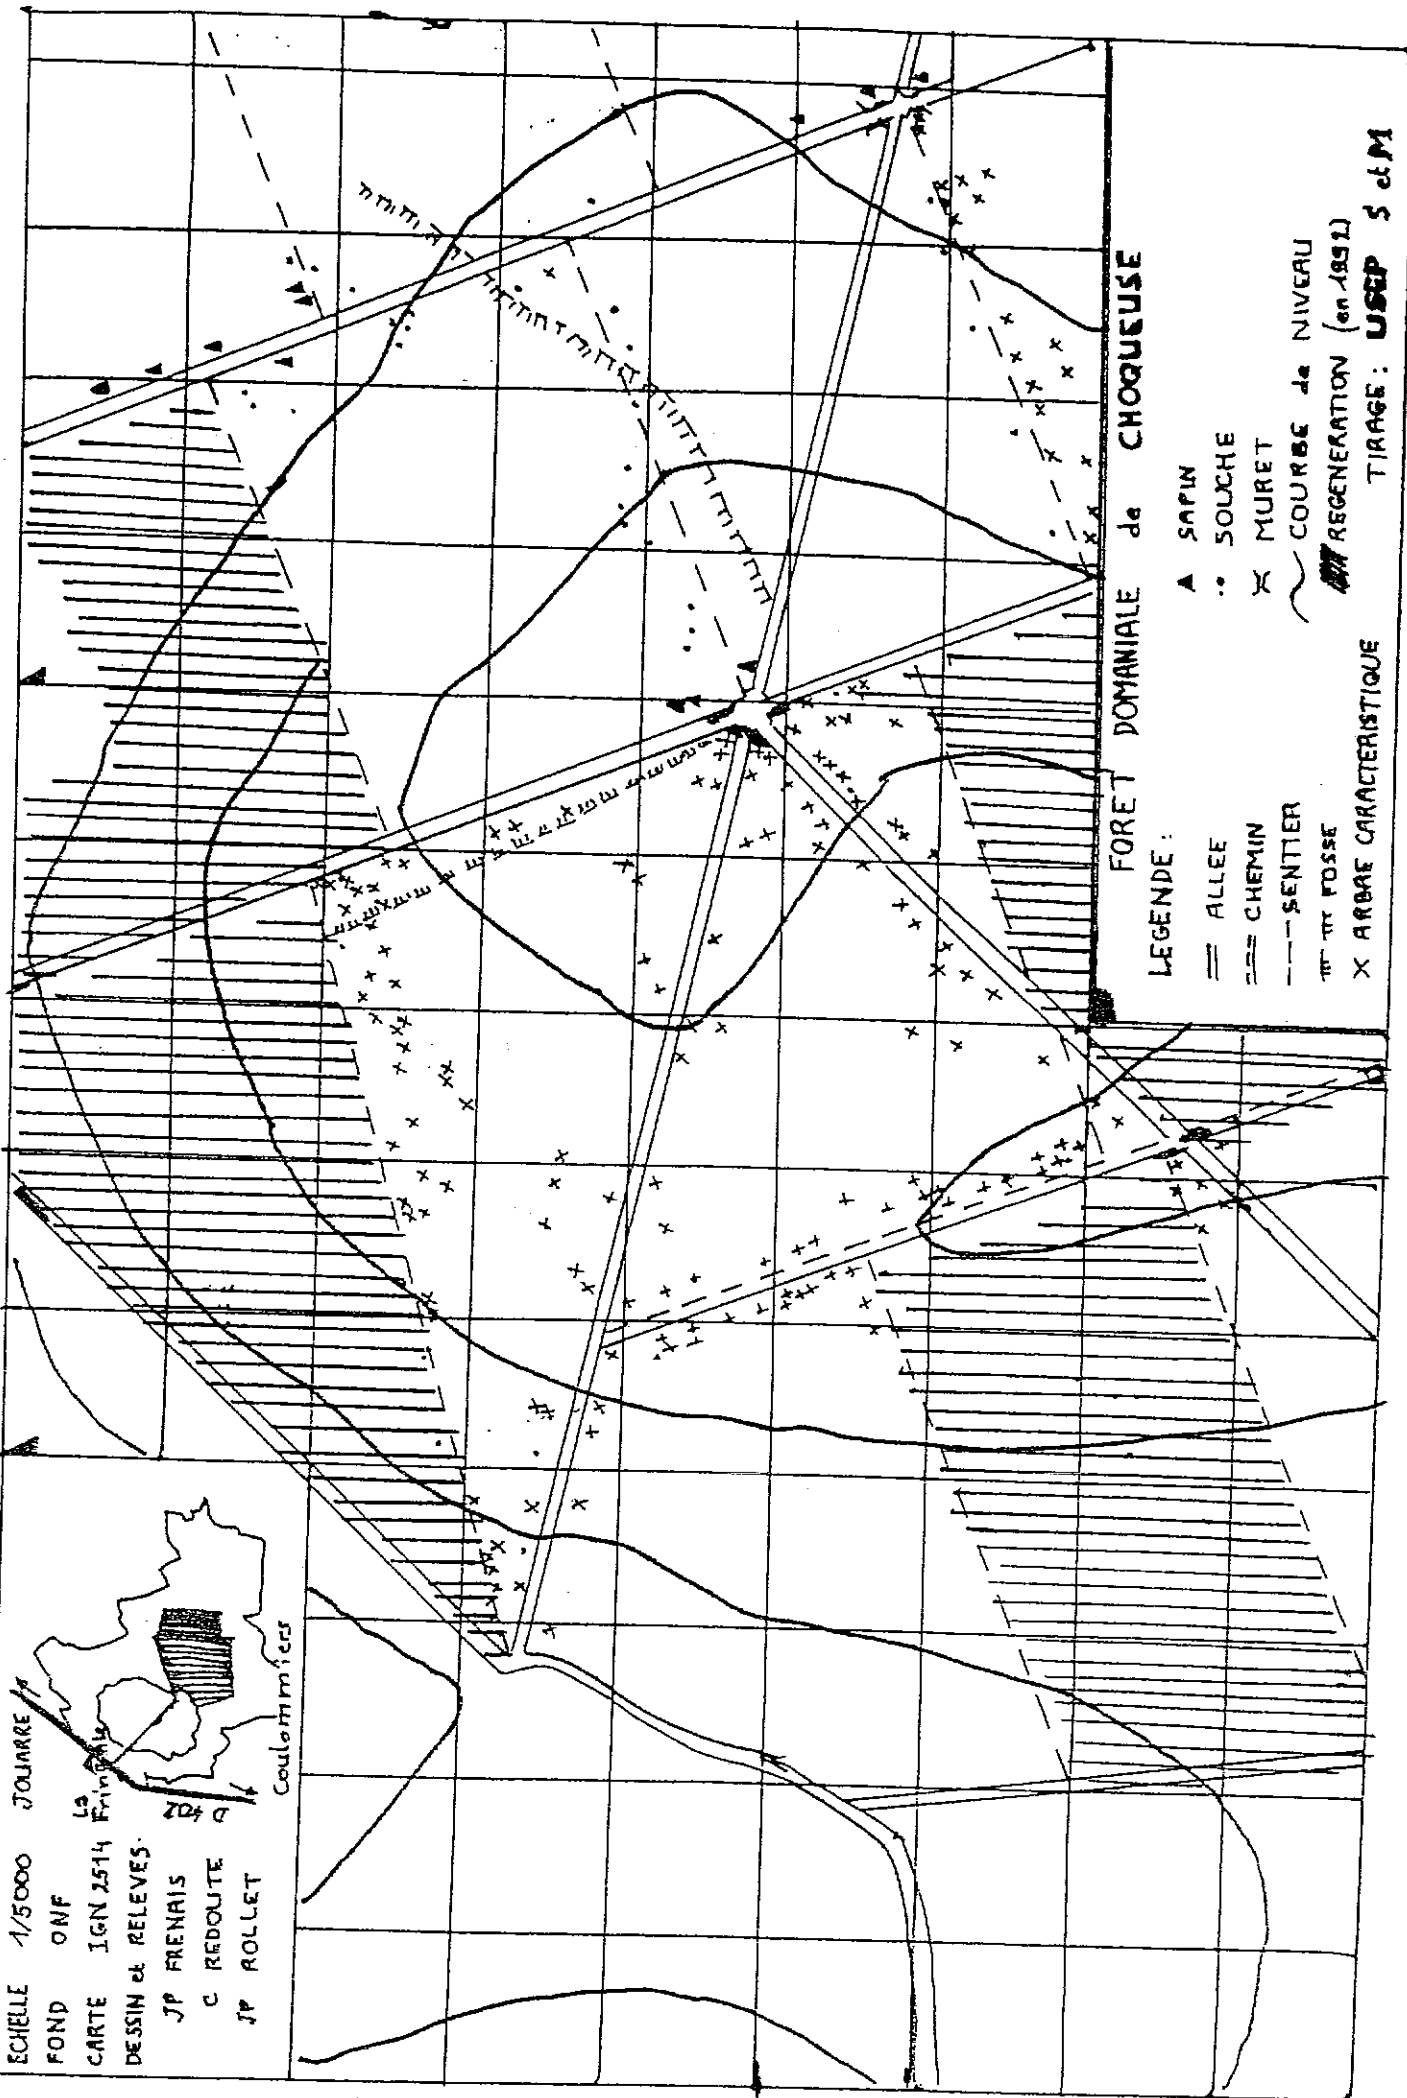 ECHELLE 1/5000
FOND ONF
CARTE IGN 2514
DESSIN et RELEVES.
JP FRENAIS
C REDOUTE
JP ROLLET
JOUARRE
La
Coulommiers
FORET DOMANIALE de CHOQUEUSE
LEGENDE :
ALLEE
CHEMIN
SENTIER
FOSSE
X ARBRE CARACTERISTIQUE
SAPIN
SOUCHE
MURET
COURBE de NIVEAU
REGENERATION (en 1992)
TIRAGE : USEP S et M